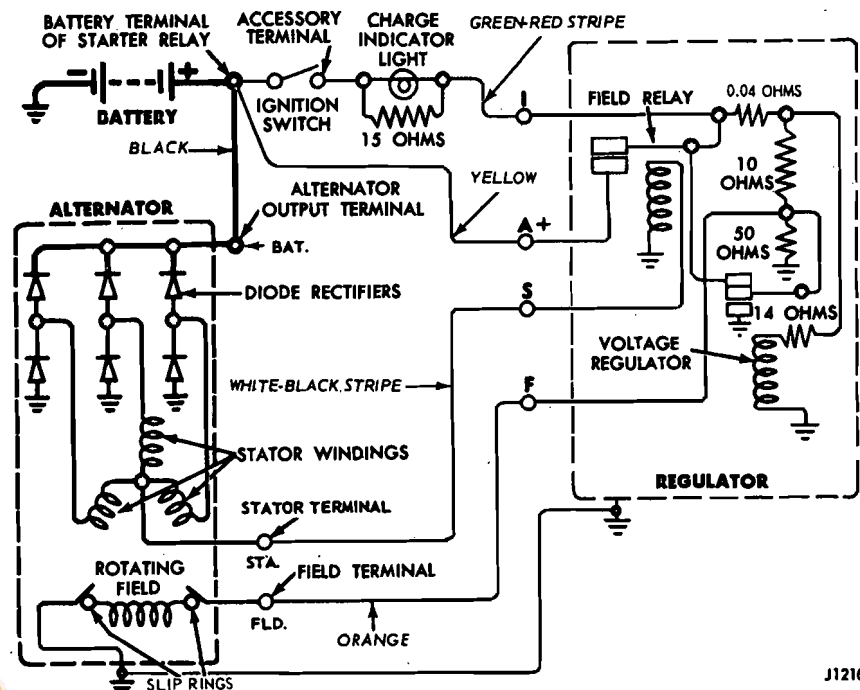 BATTERY TERMINAL
OF STARTER RELAY
ACCESSORY
TERMINAL
CHARGE
INDICATOR
LIGHT
GREEN-RED STRIPE
- +
BATTERY
IGNITION
SWITCH
15 OHMS
I
FIELD RELAY
0.04 OHMS
BLACK
10
OHMS
YELLOW
ALTERNATOR
ALTERNATOR
OUTPUT TERMINAL
A+
BAT.
50
OHMS
DIODE RECTIFIERS
S
14 OHMS
VOLTAGE
REGULATOR
WHITE-BLACK STRIPE
F
STATOR WINDINGS
REGULATOR
STATOR TERMINAL
STA.
ROTATING
FIELD
FIELD TERMINAL
FLD.
ORANGE
SLIP RINGS
J1216